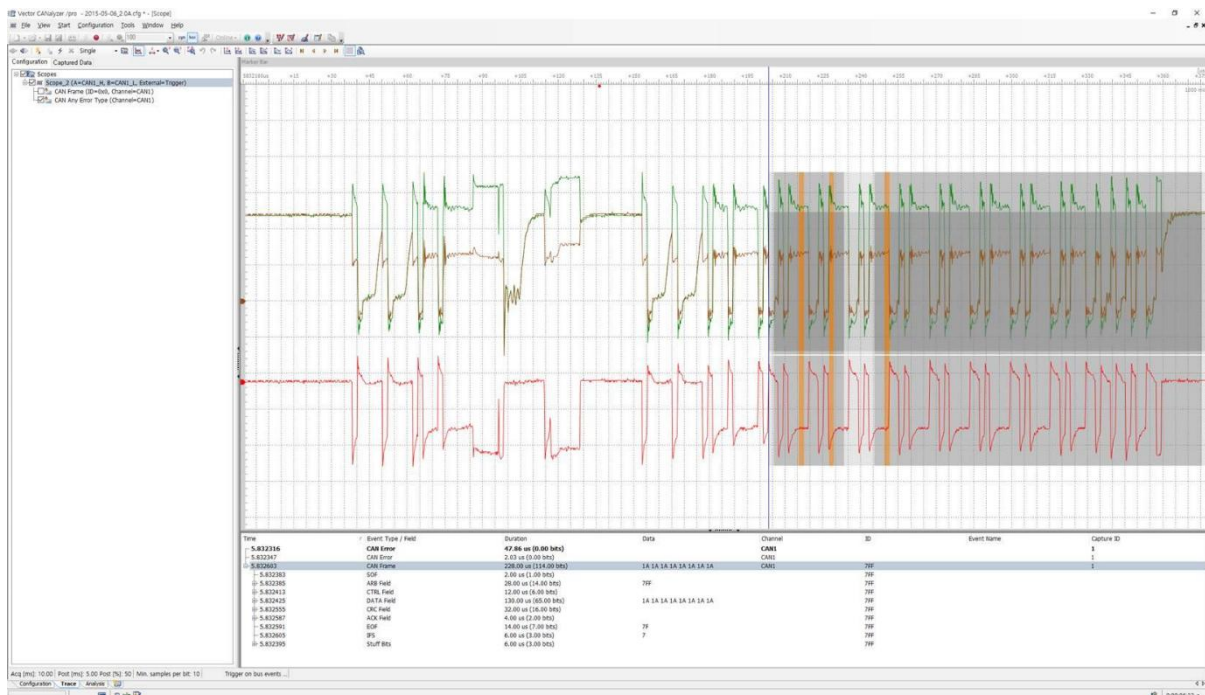 Vector CANalyzer /pro - 2015-05-06_2.0A.cfg * - [Scope]
File View Start Configuration Tools Window Help
Single
Configuration Captured Data
Scopes
Scope_2 (A=CAN1_H, B=CAN1_L, External=Trigger)
CAN Frame (ID=0x0, Channel=CAN1)
CAN Any Error Type (Channel=CAN1)
Time Event Type / Field Duration Data Channel ID Event Name Capture ID
5.832316 CAN Error 47.86 us (0.00 bits) CAN1 1
5.832347 CAN Error 2.03 us (0.00 bits) CAN1 1
5.832603 CAN Frame 228.00 us (114.00 bits) 1A 1A 1A 1A 1A 1A 1A 1A CAN1 7FF 1
5.832383 SOF 2.00 us (1.00 bits) 7FF
5.832385 ARB Field 28.00 us (14.00 bits) 7FF 7FF
5.832413 CTRL Field 12.00 us (6.00 bits) 7FF
5.832425 DATA Field 130.00 us (65.00 bits) 1A 1A 1A 1A 1A 1A 1A 1A 7FF
5.832555 CRC Field 32.00 us (16.00 bits) 7FF
5.832587 ACK Field 4.00 us (2.00 bits) 7FF
5.832591 EOF 14.00 us (7.00 bits) 7F 7FF
5.832605 IFS 6.00 us (3.00 bits) 7 7FF
5.832395 Stuff Bits 6.00 us (3.00 bits) 7FF
Acq [ms]: 10.00 Post [ms]: 5.00 Post [%]: 50 Min. samples per bit: 10 Trigger on bus events ...
Configuration Trace Analysis